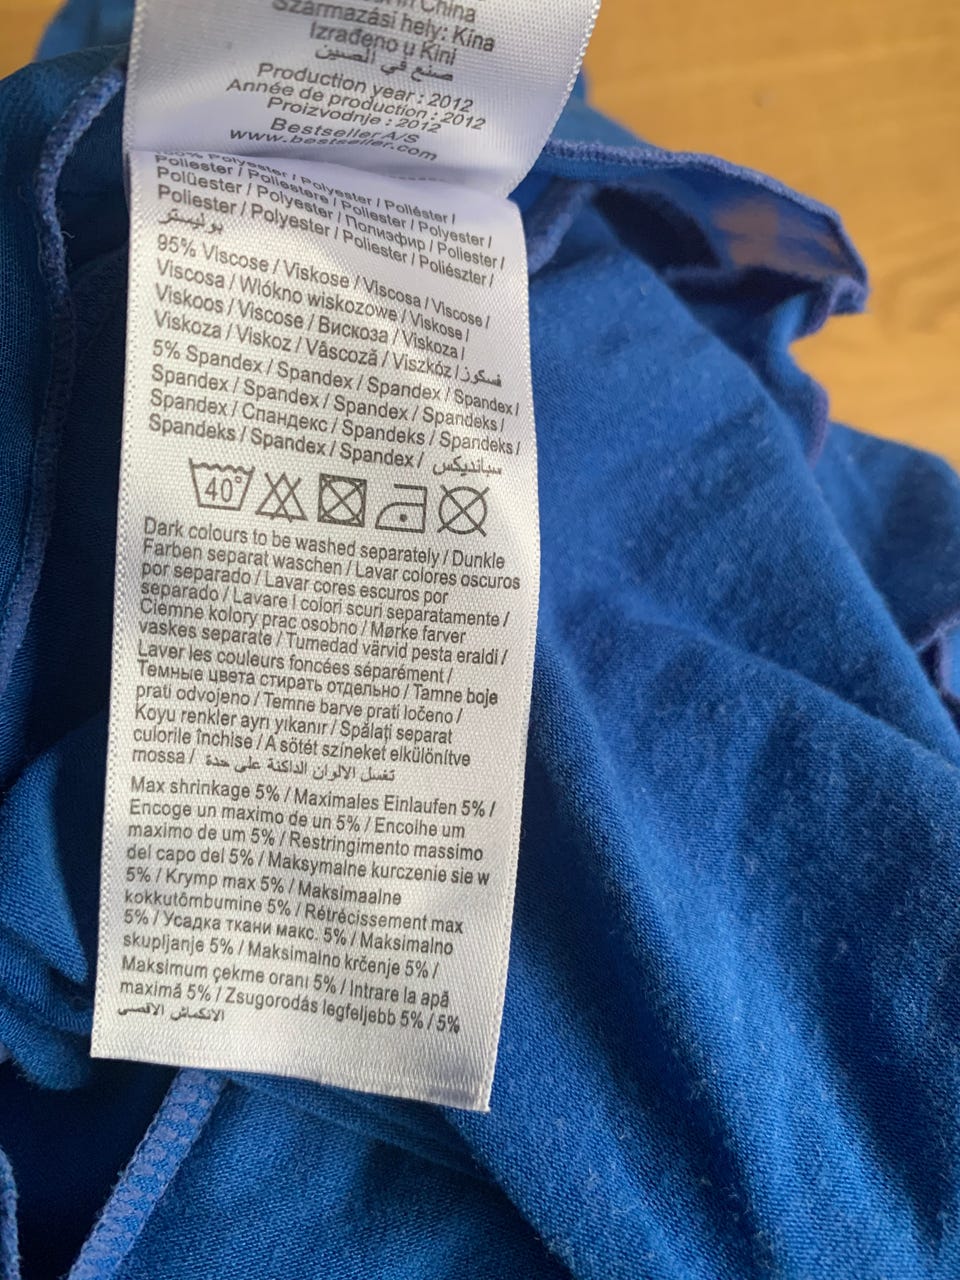 in China
Származási hely: Kina
Izrađeno u Kini
صنع في الصين
Production year : 2012
Année de production : 2012
Proizvodnje : 2012
Bestseller A/S
www.bestseller.com
Polyester / Polyester / Poliéster /
Poliester / Poliestere / Poliester / Polyester /
Polüester / Polyester / Полиэфир / Poliester /
Poliester / Polyester / Poliester / Poliészter /
بوليستر
95% Viscose / Viskose / Viscosa / Viscose /
Viscosa / Wlókno wiskozowe / Viskose /
Viskoos / Viscose / Вискоза / Viskoza /
Viskoza / Viskoz / Vâscoză / Viszkóz / فسكوز
5% Spandex / Spandex / Spandex / Spandex /
Spandex / Spandex / Spandex / Spandeks /
Spandex / Спандекс / Spandeks / Spandeks /
Spandeks / Spandex / Spandex / سباندیکس
40°
Dark colours to be washed separately / Dunkle
Farben separat waschen / Lavar colores oscuros
por separado / Lavar cores escuros por
separado / Lavare I colori scuri separatamente /
Ciemne kolory prac osobno / Mørke farver
vaskes separate / Tumedad värvid pesta eraldi /
Laver les couleurs foncées séparément /
Темные цвета стирать отдельно / Tamne boje
prati odvojeno / Temne barve prati ločeno /
Koyu renkler ayrı yıkanır / Spălaţi separat
culorile închise / A sötét színeket elkülönítve
mossa / تغسل الالوان الداكنة على حدة
Max shrinkage 5% / Maximales Einlaufen 5% /
Encoge un maximo de un 5% / Encolhe um
maximo de um 5% / Restringimento massimo
del capo del 5% / Maksymalne kurczenie sie w
5% / Krymp max 5% / Maksimaalne
kokkutõmbumine 5% / Rétrécissement max
5% / Усадка ткани макс. 5% / Maksimalno
skupljanje 5% / Maksimalno krčenje 5% /
Maksimum çekme oranı 5% / Intrare la apă
maximă 5% / Zsugorodás legfeljebb 5% / 5%
الانكماش الاقصى